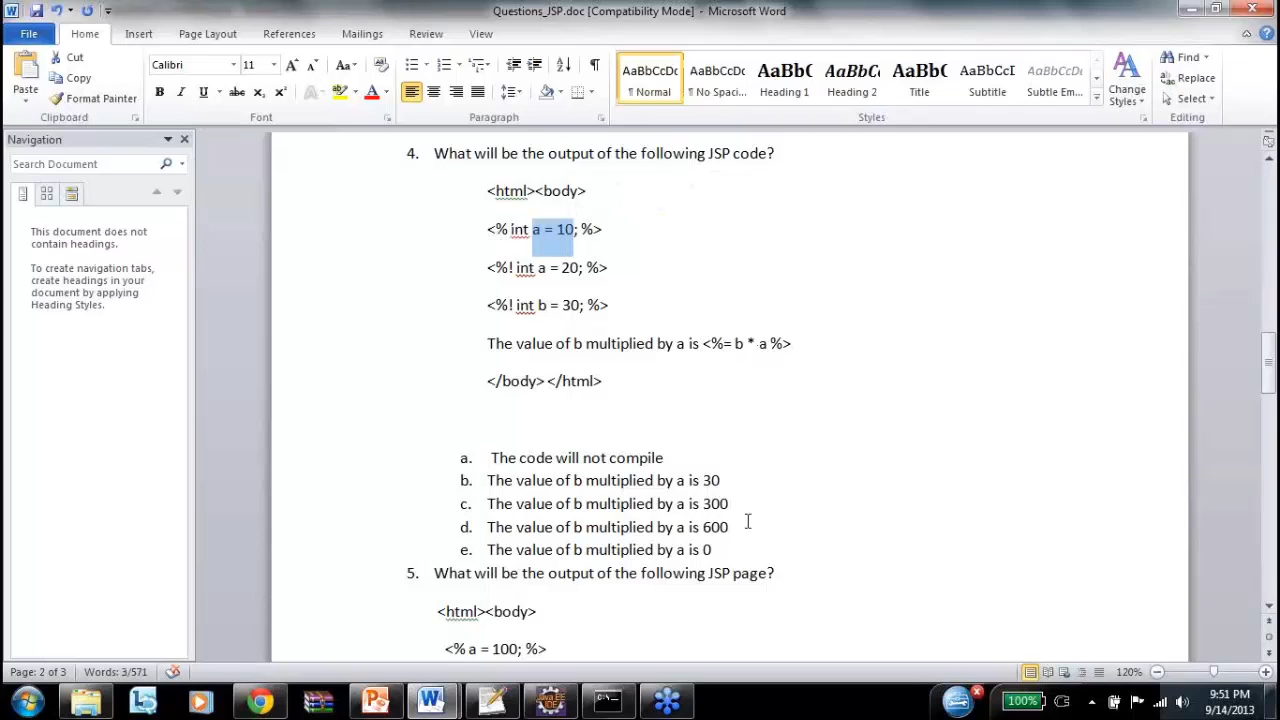 Questions_JSP.doc [Compatibility Mode] - Microsoft Word
File Home Insert Page Layout References Mailings Review View
Paste
Cut
Copy
Format Painter
Clipboard
Calibri 11
Font
Paragraph
AaBbCcDc AaBbCcDc AaBbC AaBbCc AaBbC AaBbCcI AaBbCcDc
¶ Normal ¶ No Spaci... Heading 1 Heading 2 Title Subtitle Subtle Em...
Change Styles
Styles
Find
Replace
Select
Editing
Navigation
Search Document
This document does not
contain headings.
To create navigation tabs,
create headings in your
document by applying
Heading Styles.
4. What will be the output of the following JSP code?
<html><body>
<% int a = 10; %>
<%! int a = 20; %>
<%! int b = 30; %>
The value of b multiplied by a is <%= b * a %>
</body> </html>
a. The code will not compile
b. The value of b multiplied by a is 30
c. The value of b multiplied by a is 300
d. The value of b multiplied by a is 600
e. The value of b multiplied by a is 0
5. What will be the output of the following JSP page?
<html><body>
<% a = 100; %>
Page: 2 of 3 Words: 3/571 120%
100% 9:51 PM
9/14/2013